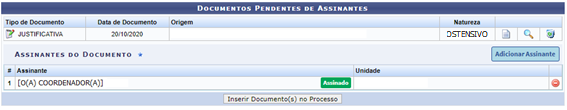 DOCUMENTOS PENDENTES DE ASSINANTES
Tipo de Documento Data de Documento Origem Natureza
JUSTIFICATIVA 20/10/2020 OSTENSIVO
ASSINANTES DO DOCUMENTO Adicionar Assinante
# Assinante Unidade
1 [O(A) COORDENADOR(A)] Assinado
Inserir Documento(s) no Processo